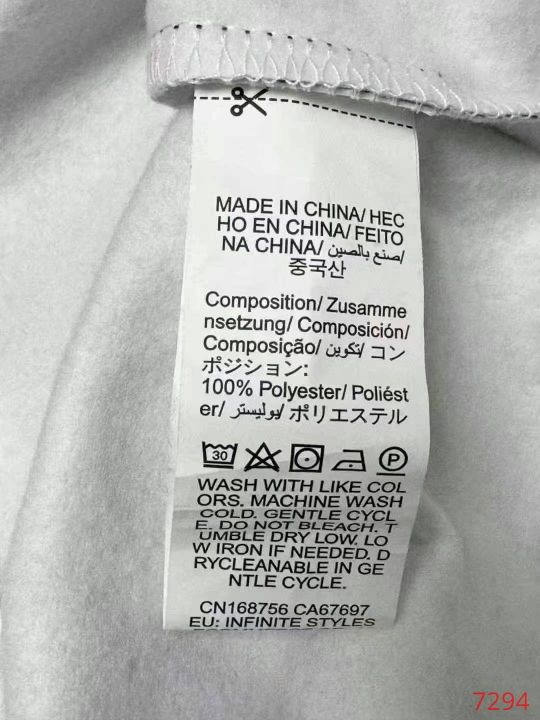 MADE IN CHINA/ HEC
HO EN CHINA/ FEITO
NA CHINA/ صنع بالصين/
중국산
Composition/ Zusamme
nsetzung/ Composición/
Composição/ تكوين/ コン
ポジション:
100% Polyester/ Poliést
er/ بوليستر/ ポリエステル
30 P
WASH WITH LIKE COL
ORS. MACHINE WASH
COLD. GENTLE CYCL
E. DO NOT BLEACH. T
UMBLE DRY LOW. LO
W IRON IF NEEDED. D
RYCLEANABLE IN GE
NTLE CYCLE.
CN168756 CA67697
EU: INFINITE STYLES
7294